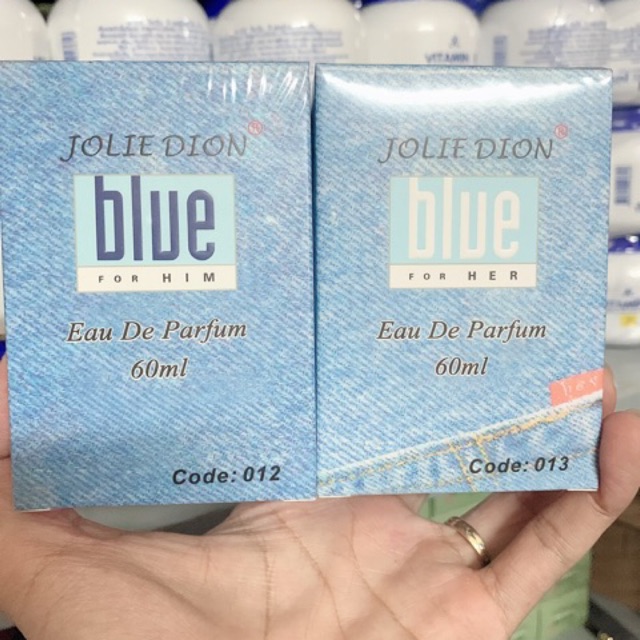 JOLIE DION®
blue
FOR HIM
Eau De Parfum
60ml
Code: 012
JOLIE DION®
blue
FOR HER
Eau De Parfum
60ml
Code: 013
VITAMIN